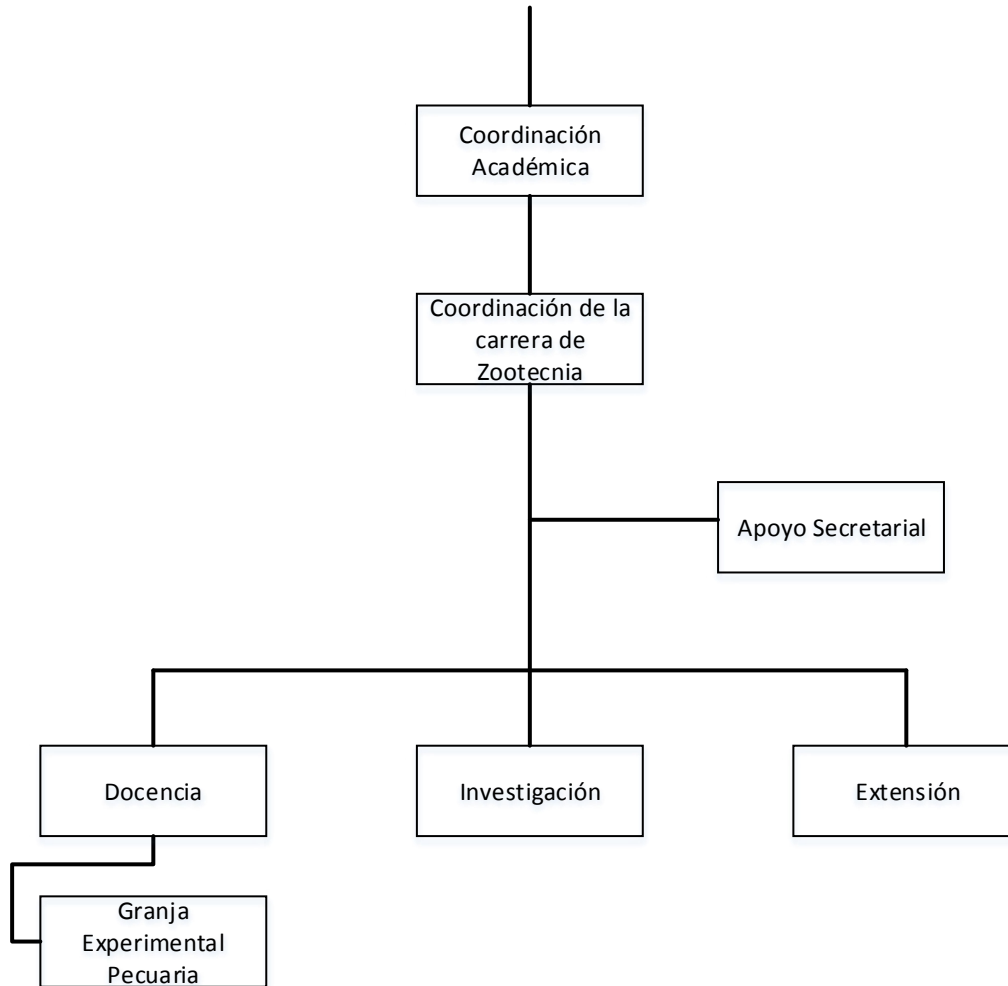 Coordinación
Académica
Coordinación de la
carrera de
Zootecnia
Apoyo Secretarial
Docencia
Investigación
Extensión
Granja
Experimental
Pecuaria